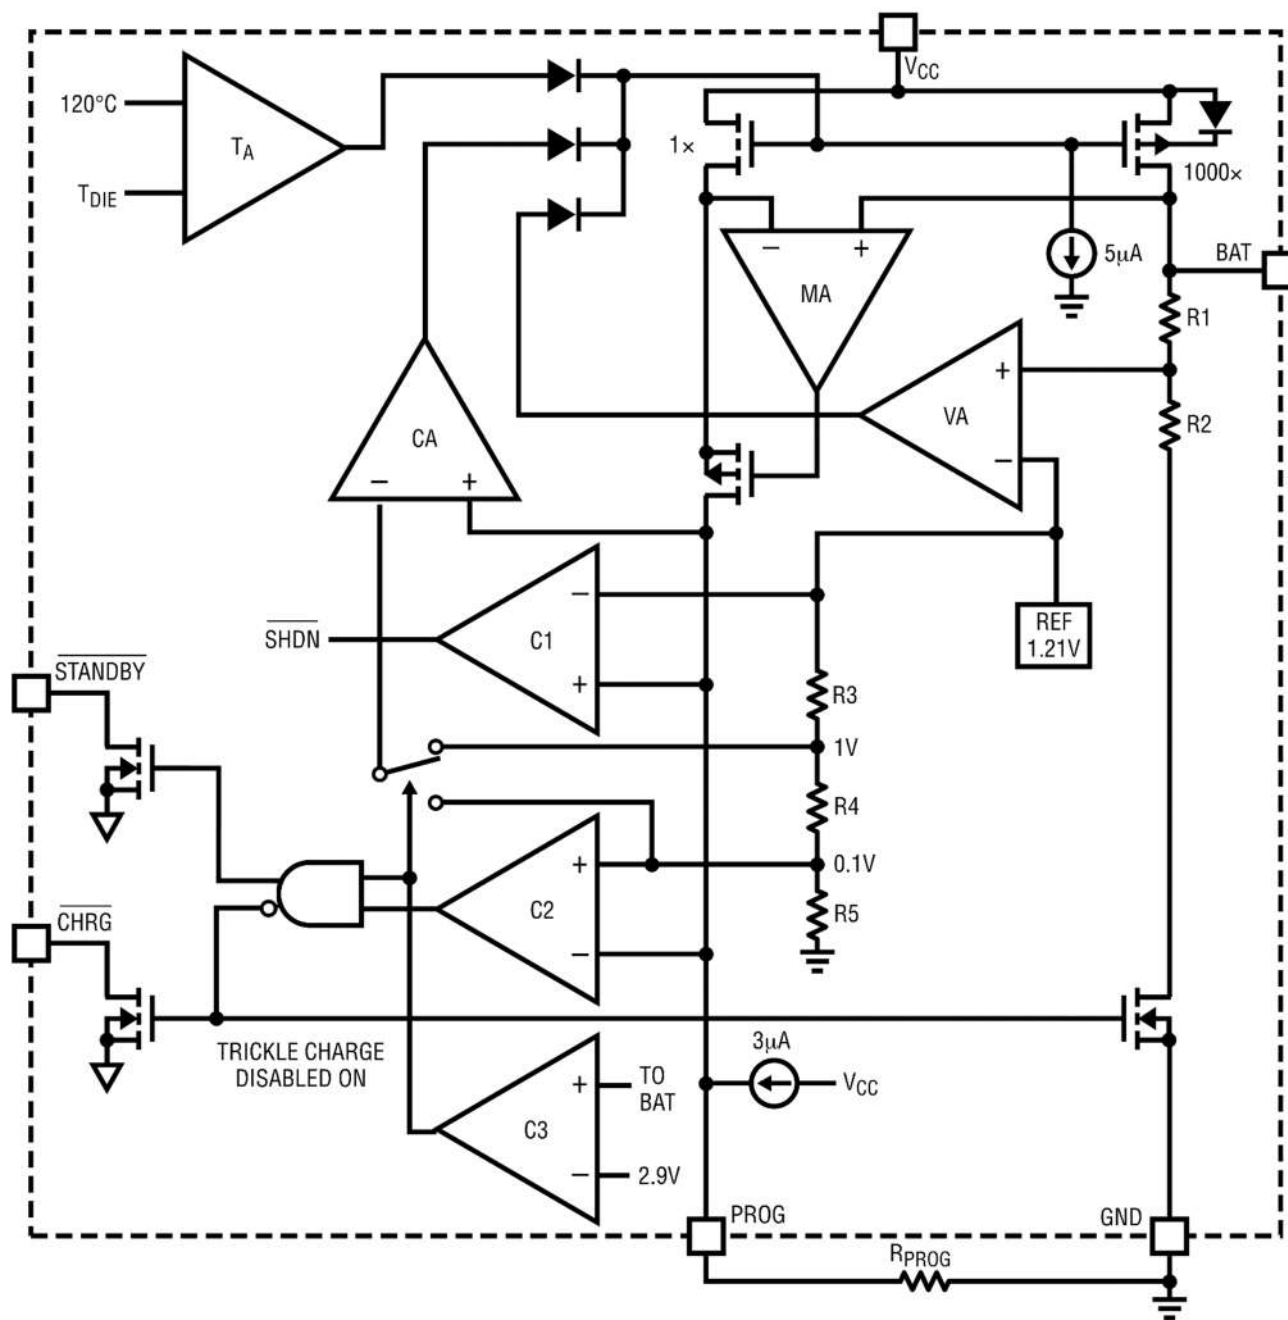 VCC
120°C
TA
TDIE
1×
1000×
− +
MA
5μA
BAT
R1
+
VA
−
R2
CA
− +
REF
1.21V
SHDN
−
C1
+
STANDBY
R3
1V
R4
+
0.1V
CHRG
C2
R5
−
TRICKLE CHARGE
DISABLED ON
3μA
VCC
+
TO
BAT
C3
−
2.9V
PROG
GND
RPROG